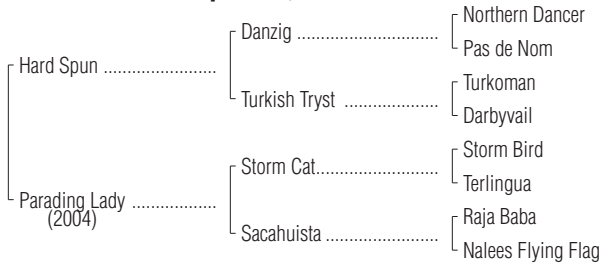 Northern Dancer
Danzig ..............................
Pas de Nom
Hard Spun ........................
Turkoman
Turkish Tryst ....................
Darbyvail
Storm Bird
Storm Cat..........................
Terlingua
Parading Lady ..................
(2004)
Raja Baba
Sacahuista ........................
Nalees Flying Flag